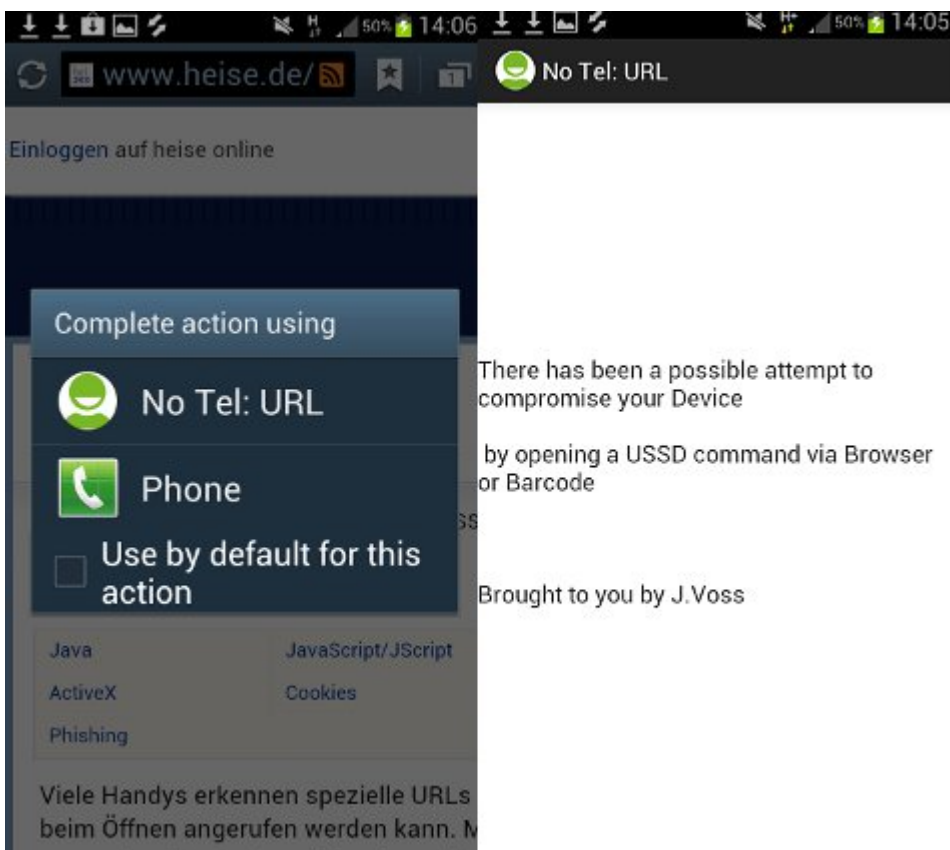 50% 14:06
www.heise.de/
1
Einloggen auf heise online
Complete action using
No Tel: URL
Phone
Use by default for this
action
Java JavaScript/JScript
ActiveX Cookies
Phishing
Viele Handys erkennen spezielle URLs
beim Öffnen angerufen werden kann. M
H+ 50% 14:05
No Tel: URL
There has been a possible attempt to
compromise your Device
by opening a USSD command via Browser
or Barcode
Brought to you by J.Voss